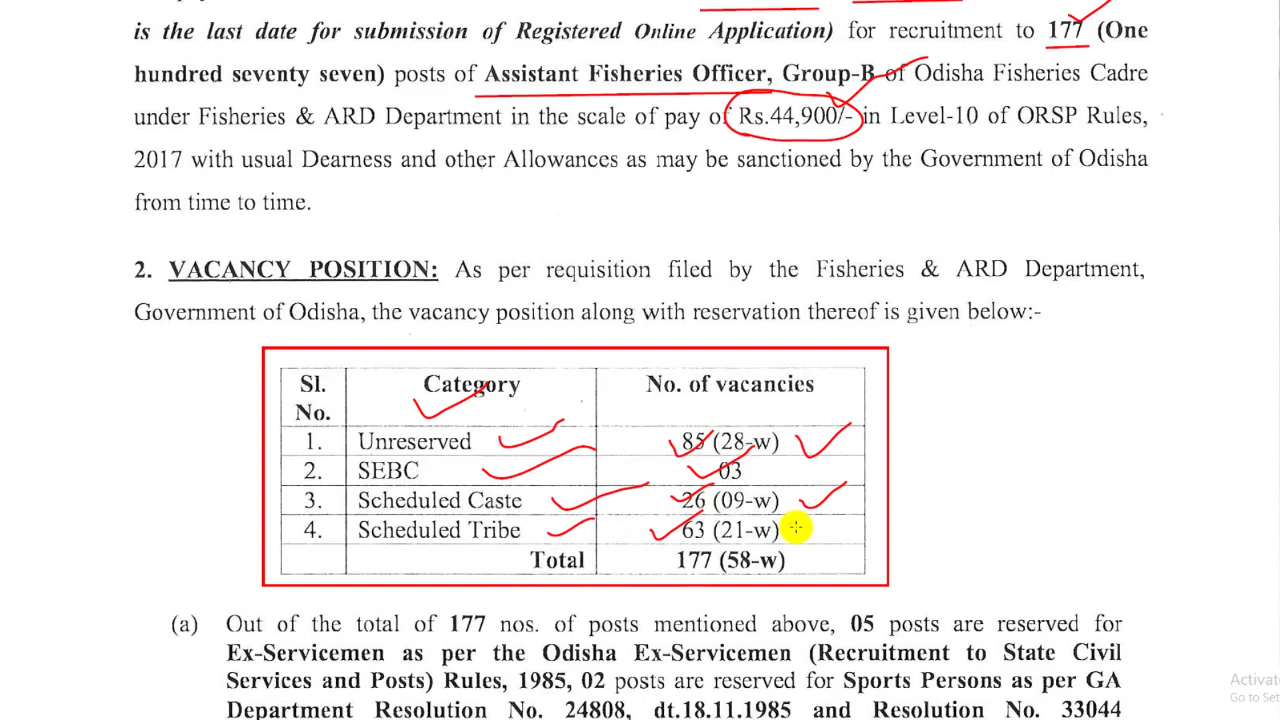 is the last date for submission of Registered Online Application) for recruitment to 177 (One
hundred seventy seven) posts of Assistant Fisheries Officer, Group-B of Odisha Fisheries Cadre
under Fisheries & ARD Department in the scale of pay of Rs.44,900/- in Level-10 of ORSP Rules,
2017 with usual Dearness and other Allowances as may be sanctioned by the Government of Odisha
from time to time.
2. VACANCY POSITION: As per requisition filed by the Fisheries & ARD Department,
Government of Odisha, the vacancy position along with reservation thereof is given below:-
Sl. No. Category No. of vacancies
1. Unreserved 85 (28-w)
2. SEBC 03
3. Scheduled Caste 26 (09-w)
4. Scheduled Tribe 63 (21-w)
Total 177 (58-w)
(a) Out of the total of 177 nos. of posts mentioned above, 05 posts are reserved for
Ex-Servicemen as per the Odisha Ex-Servicemen (Recruitment to State Civil
Services and Posts) Rules, 1985, 02 posts are reserved for Sports Persons as per GA
Department Resolution No. 24808, dt.18.11.1985 and Resolution No. 33044
Activat
Go to Set